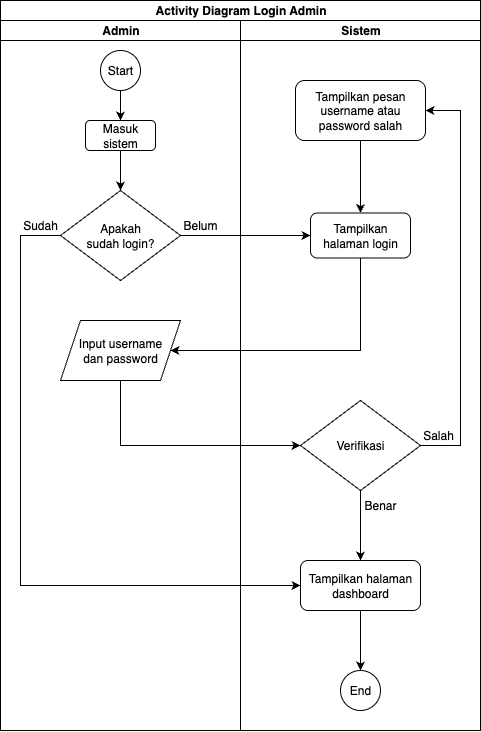 Activity Diagram Login Admin
Admin
Sistem
Start
Tampilkan pesan
username atau
password salah
Masuk
sistem
Sudah
Apakah
sudah login?
Belum
Tampilkan
halaman login
Input username
dan password
Verifikasi
Salah
Benar
Tampilkan halaman
dashboard
End